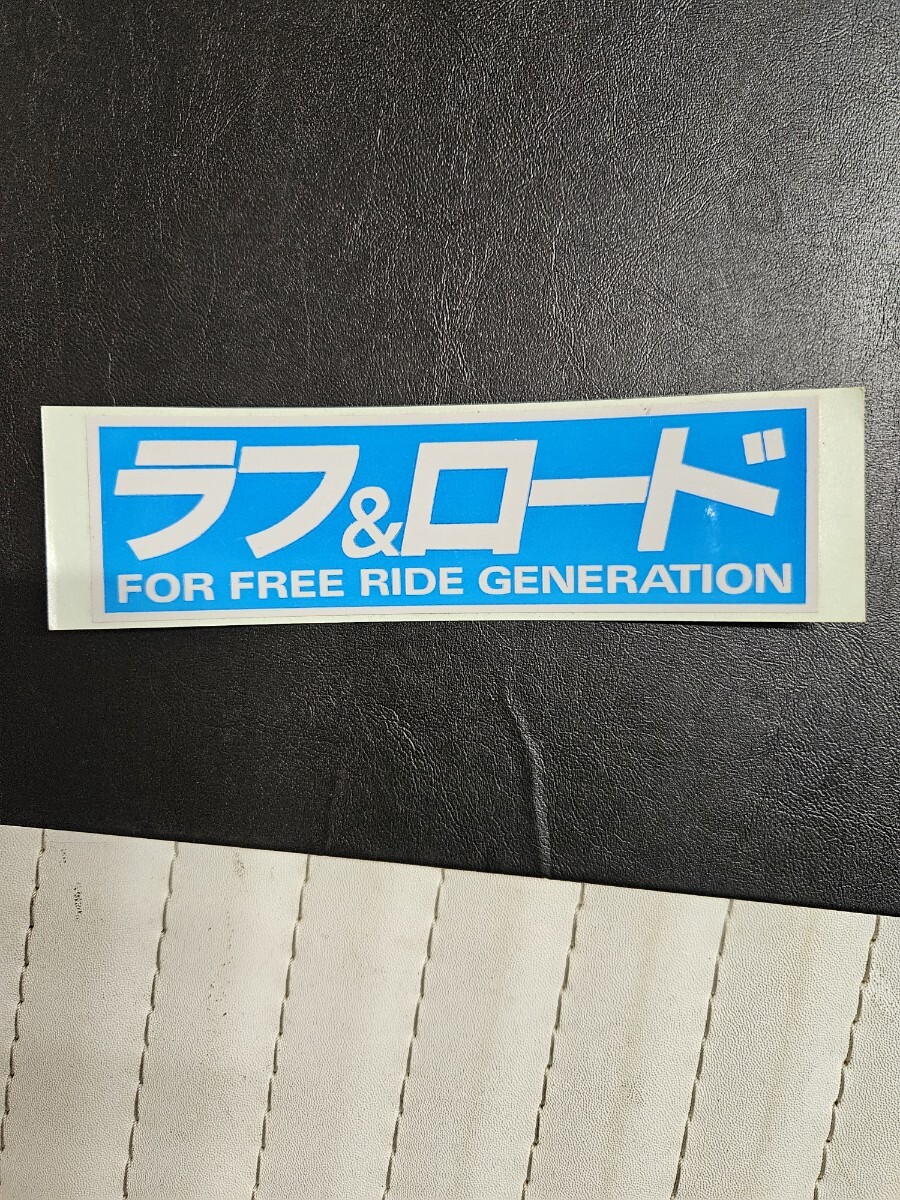 ラフ&ロード
FOR FREE RIDE GENERATION